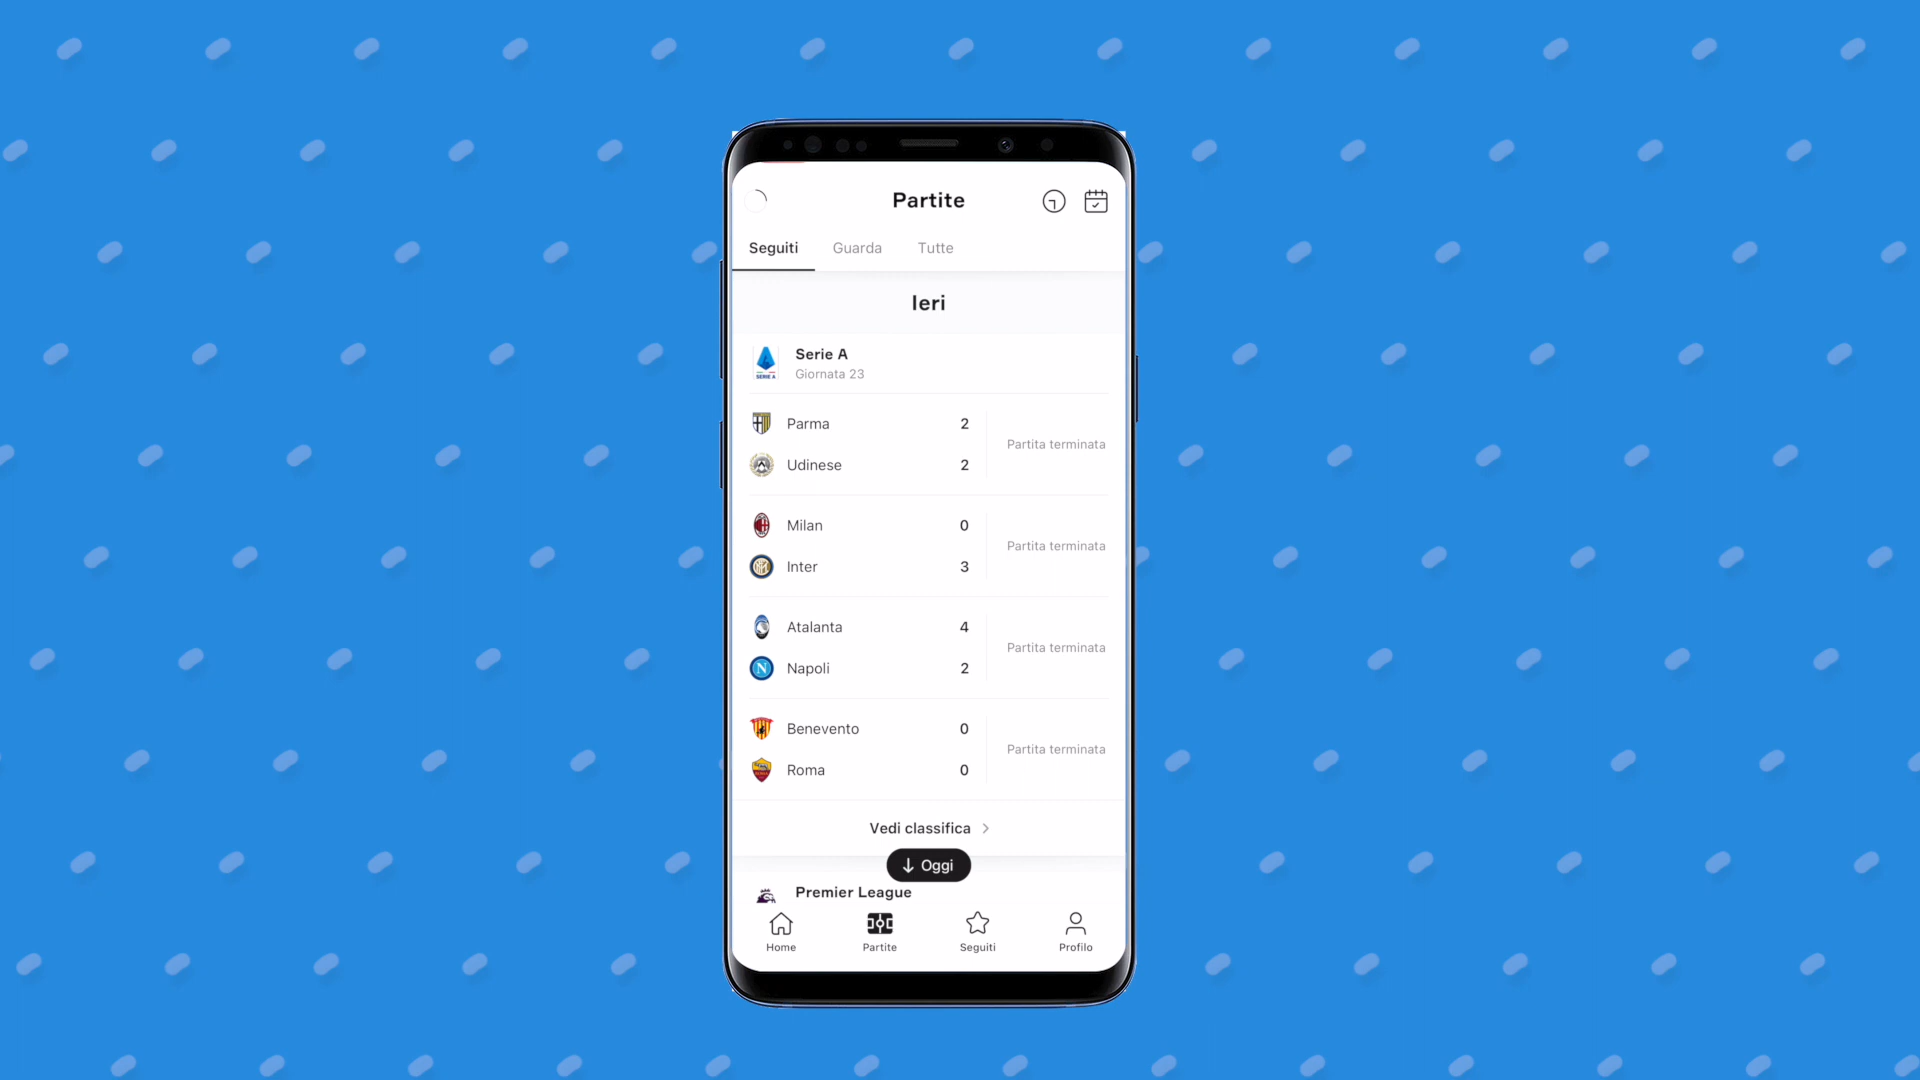 Partite
Seguiti Guarda Tutte
Ieri
SERIE A
Serie A
Giornata 23
Parma 2
Partita terminata
Udinese 2
Milan 0
Partita terminata
Inter 3
Atalanta 4
Partita terminata
N Napoli 2
Benevento 0
Partita terminata
Roma 0
Vedi classifica
Oggi
Premier League
Home Partite Seguiti Profilo